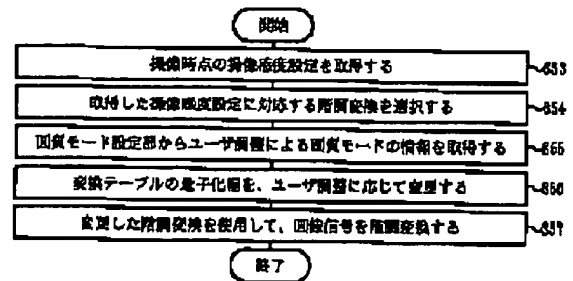 開始
撮像時点の撮像感度設定を取得する
取得した撮像感度設定に対応する階調変換を選択する
画質モード設定部からユーザ調整による画質モードの情報を取得する
変換テーブルの量子化幅を、ユーザ調整に応じて変更する
変更した階調変換を使用して、画像信号を階調変換する
終了